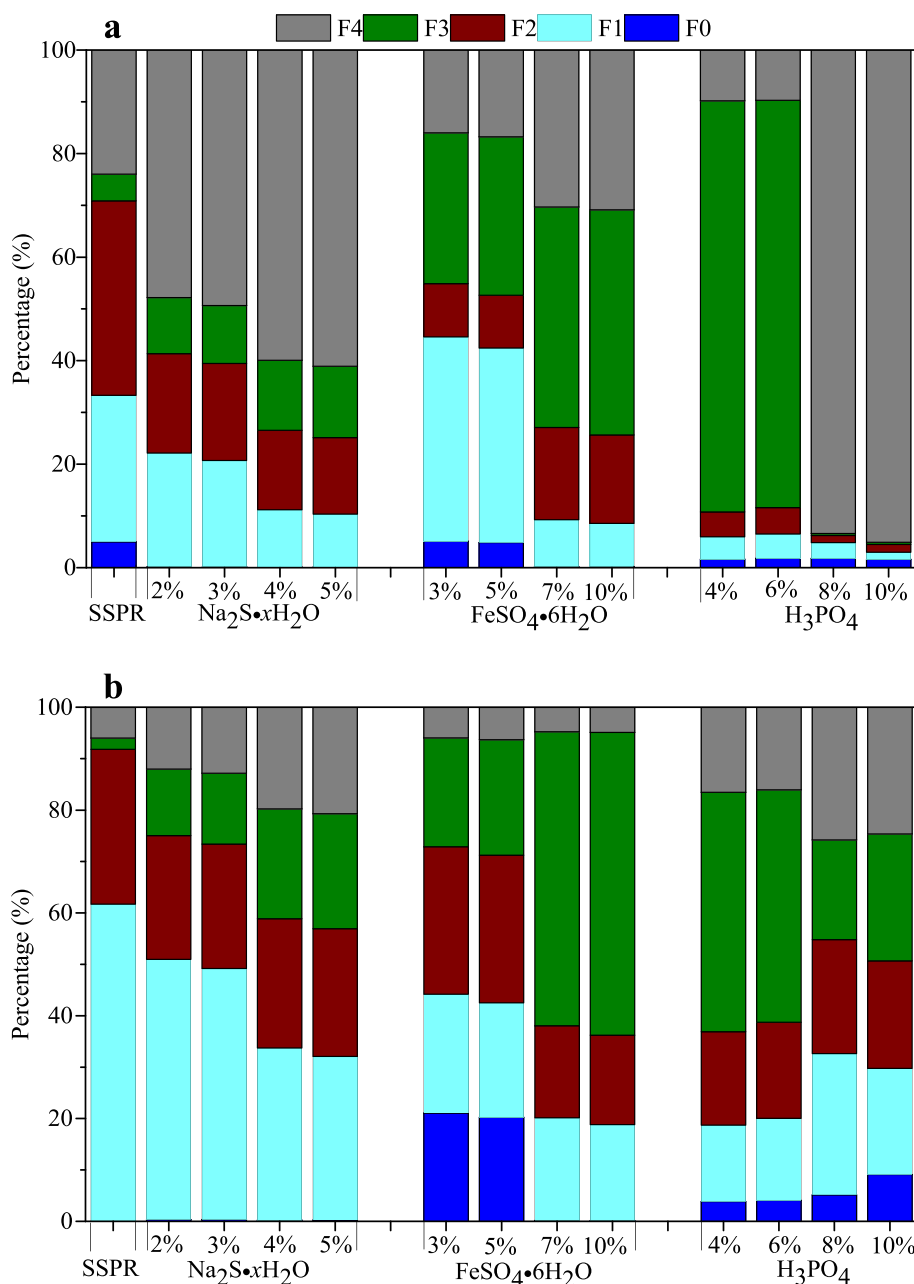 a
F4 F3 F2 F1 F0
100
80
60
40
20
0
Percentage (%)
2% 3% 4% 5% 3% 5% 7% 10% 4% 6% 8% 10%
SSPR Na₂S•xH₂O FeSO₄•6H₂O H₃PO₄
b
100
80
60
40
20
0
Percentage (%)
2% 3% 4% 5% 3% 5% 7% 10% 4% 6% 8% 10%
SSPR Na₂S•xH₂O FeSO₄•6H₂O H₃PO₄